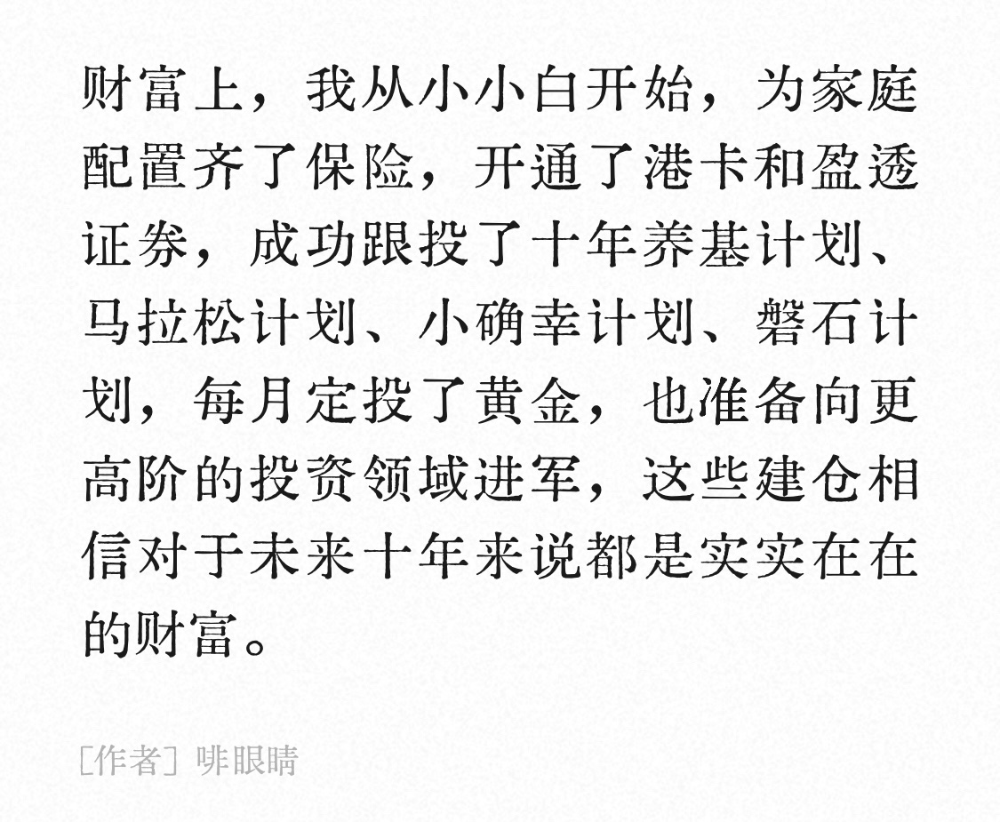 财富上，我从小小白开始，为家庭
配置齐了保险，开通了港卡和盈透
证券，成功跟投了十年养基计划、
马拉松计划、小确幸计划、磐石计
划，每月定投了黄金，也准备向更
高阶的投资领域进军，这些建仓相
信对于未来十年来说都是实实在在
的财富。
[作者] 啡眼睛